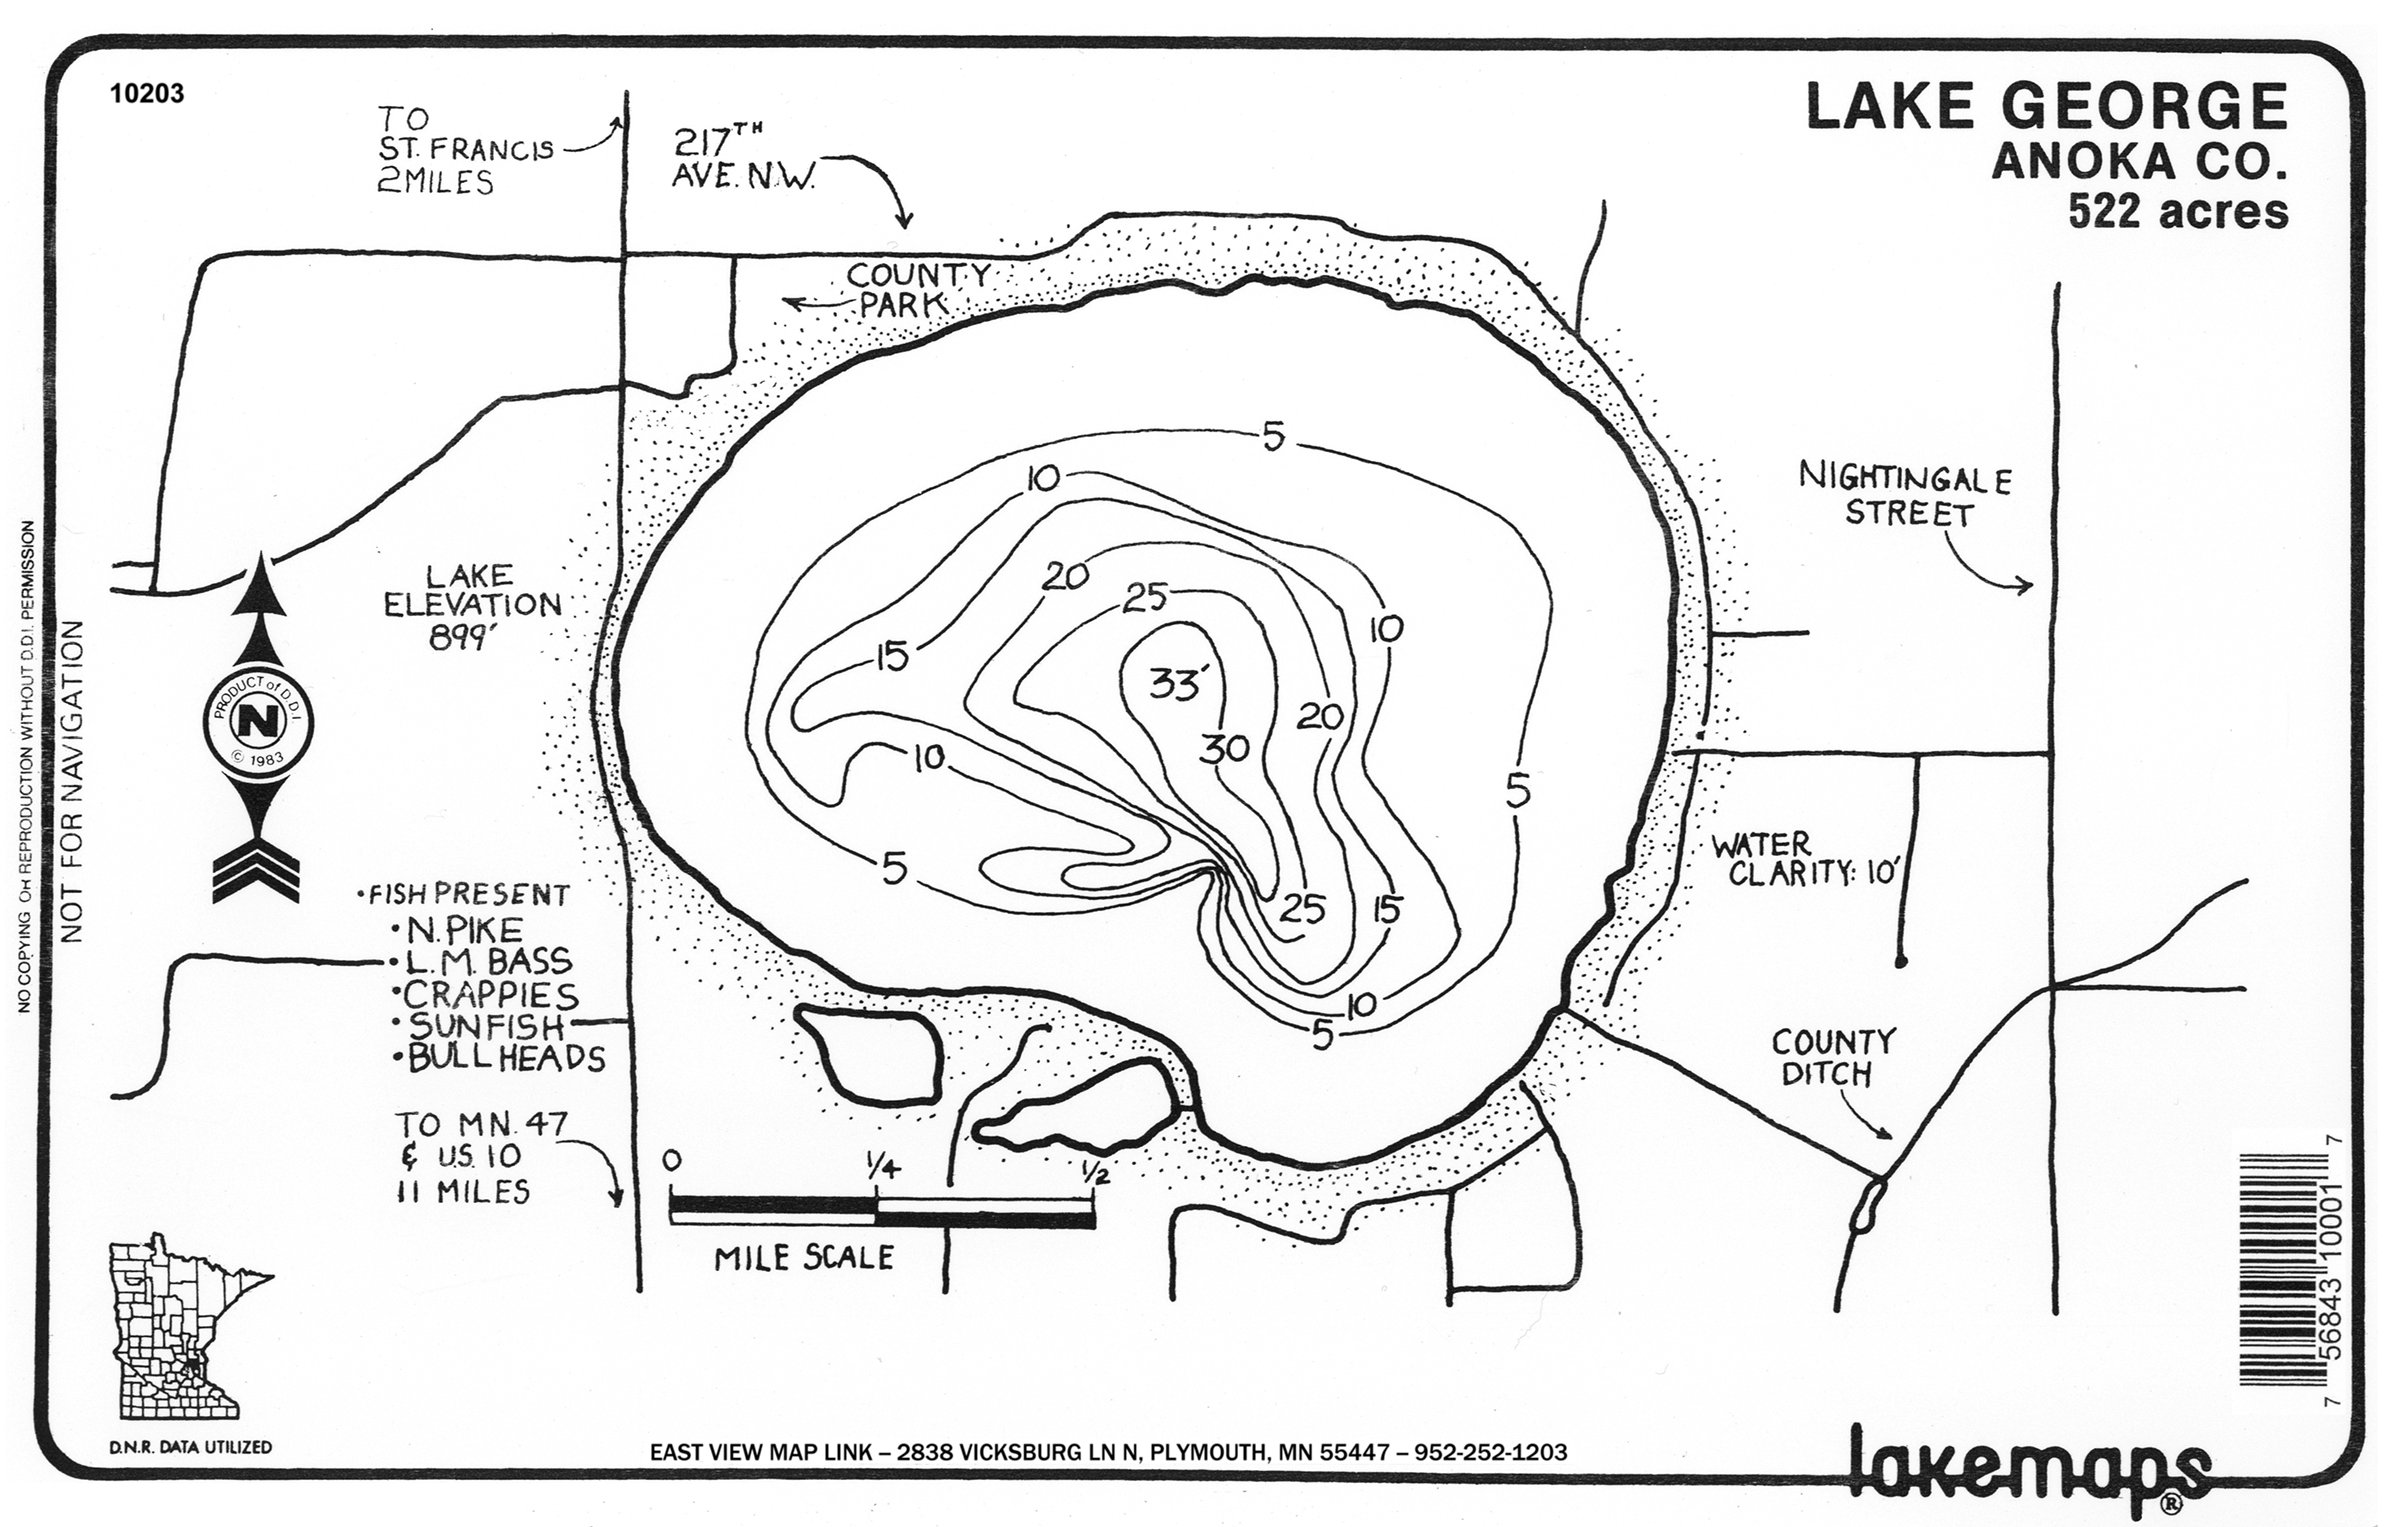 10203
LAKE GEORGE
ANOKA CO.
522 acres
TO
ST. FRANCIS
2 MILES
217TH
AVE. N.W.
COUNTY
PARK
5
10
NIGHTINGALE
STREET
LAKE
ELEVATION
899'
20
25
10
15
33'
20
30
10
5
5
25
15
10
5
WATER
CLARITY: 10'
COUNTY
DITCH
PRODUCT of D.D.I
N
© 1983
•FISH PRESENT
•N. PIKE
•L.M. BASS
•CRAPPIES
•SUNFISH
•BULLHEADS
TO MN. 47
& U.S. 10
11 MILES
0 1/4 1/2
MILE SCALE
NO COPYING OR REPRODUCTION WITHOUT D.D.I. PERMISSION
NOT FOR NAVIGATION
D.N.R. DATA UTILIZED
EAST VIEW MAP LINK – 2838 VICKSBURG LN N, PLYMOUTH, MN 55447 – 952-252-1203
7 56843 10001 7
lakemaps®